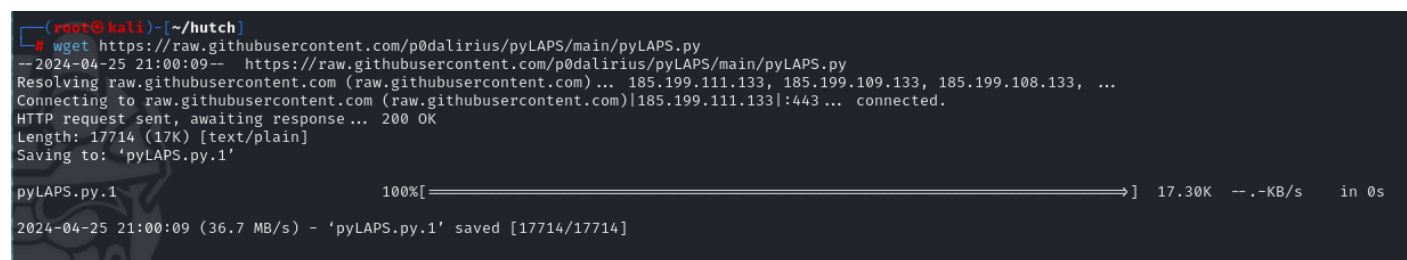 ┌──(root㉿kali)-[~/hutch]
└─# wget https://raw.githubusercontent.com/p0dalirius/pyLAPS/main/pyLAPS.py
--2024-04-25 21:00:09--  https://raw.githubusercontent.com/p0dalirius/pyLAPS/main/pyLAPS.py
Resolving raw.githubusercontent.com (raw.githubusercontent.com)... 185.199.111.133, 185.199.109.133, 185.199.108.133, ...
Connecting to raw.githubusercontent.com (raw.githubusercontent.com)|185.199.111.133|:443... connected.
HTTP request sent, awaiting response... 200 OK
Length: 17714 (17K) [text/plain]
Saving to: ‘pyLAPS.py.1’
pyLAPS.py.1 100%[===================>] 17.30K --.-KB/s in 0s
2024-04-25 21:00:09 (36.7 MB/s) - ‘pyLAPS.py.1’ saved [17714/17714]